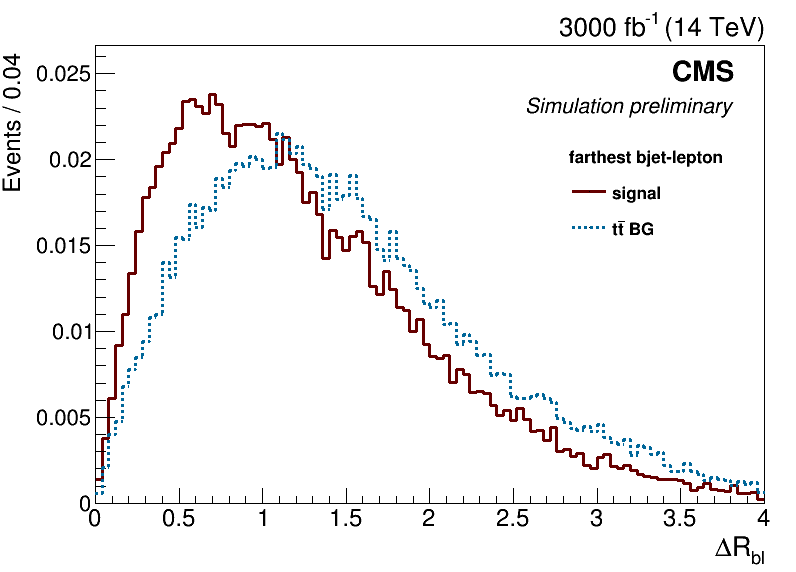 3000 fb⁻¹ (14 TeV)
CMS
Simulation preliminary
farthest bjet-lepton
signal
tt̄ BG
Events / 0.04
0.025
0.02
0.015
0.01
0.005
0
0 0.5 1 1.5 2 2.5 3 3.5 4
ΔR_bl